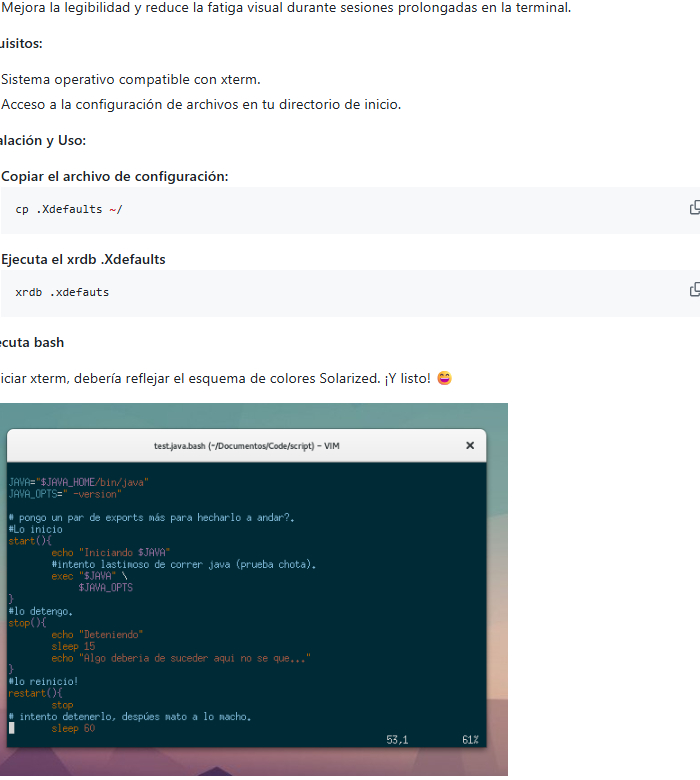 Mejora la legibilidad y reduce la fatiga visual durante sesiones prolongadas en la terminal.
uisitos:
Sistema operativo compatible con xterm.
Acceso a la configuración de archivos en tu directorio de inicio.
alación y Uso:
Copiar el archivo de configuración:
cp .Xdefaults ~/
Ejecuta el xrdb .Xdefaults
xrdb .xdefauts
ecuta bash
iciar xterm, debería reflejar el esquema de colores Solarized. ¡Y listo! 😄
test.java.bash (~/Documentos/Code/script) – VIM
JAVA="$JAVA_HOME/bin/java"
JAVA_OPTS=" -version"
# pongo un par de exports más para hecharlo a andar?.
#Lo inicio
start(){
echo "Iniciando $JAVA"
#intento lastimoso de correr java (prueba chota).
exec "$JAVA" \
$JAVA_OPTS
}
#lo detengo.
stop(){
echo "Deteniendo"
sleep 15
echo "Algo deberia de suceder aqui no se que..."
}
#lo reinicio!
restart(){
stop
# intento detenerlo, despúes mato a lo macho.
sleep 60
53,1 61%